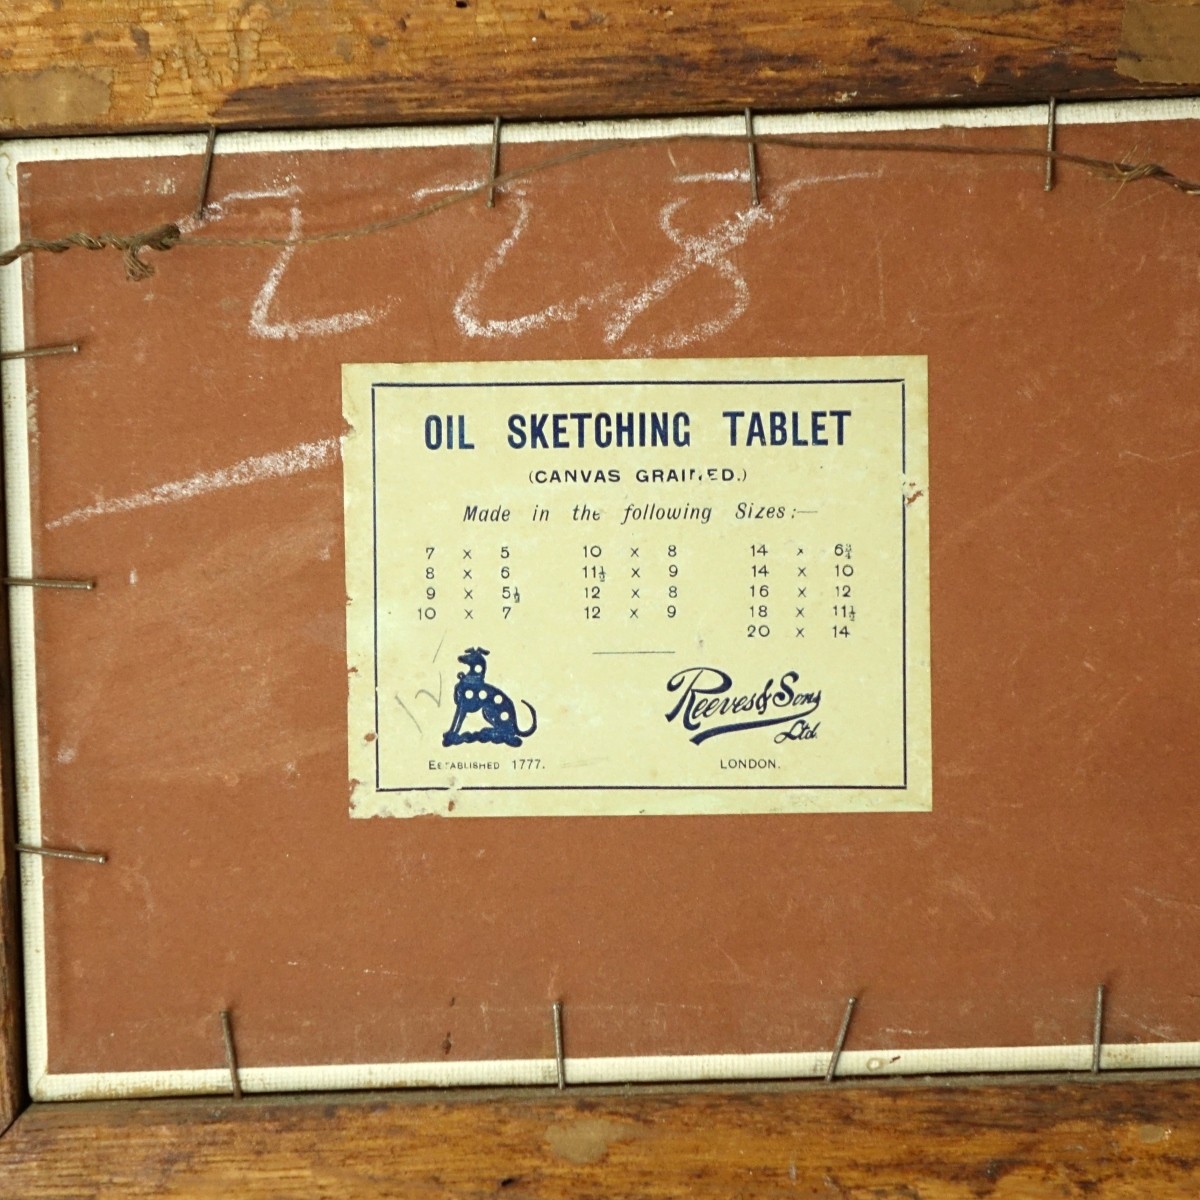 228
OIL SKETCHING TABLET
(CANVAS GRAINED.)
Made in the following Sizes:—
7 x 5 10 x 8 14 x 6¾
8 x 6 11½ x 9 14 x 10
9 x 5½ 12 x 8 16 x 12
10 x 7 12 x 9 18 x 11½
20 x 14
12
Reeves & Sons
Ltd.
ESTABLISHED 1777. LONDON.